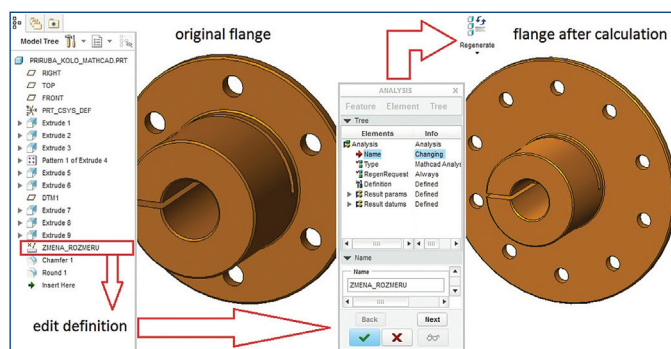 original flange
flange after calculation
Regenerate
Model Tree
PRIRUBA_KOLO_MATHCAD.PRT
RIGHT
TOP
FRONT
PRT_CSYS_DEF
Extrude 1
Extrude 2
Extrude 3
Pattern 1 of Extrude 4
Extrude 5
Extrude 6
DTM1
Extrude 7
Extrude 8
Extrude 9
ZMENA_ROZMERU
Chamfer 1
Round 1
Insert Here
edit definition
ANALYSIS X
Feature Element Tree
Tree
Elements Info
Analysis Analysis
Name Changing
Type Mathcad Analys
RegenRequest Always
Definition Defined
Result params Defined
Result datums Defined
Name
Name
ZMENA_ROZMERU
Back Next